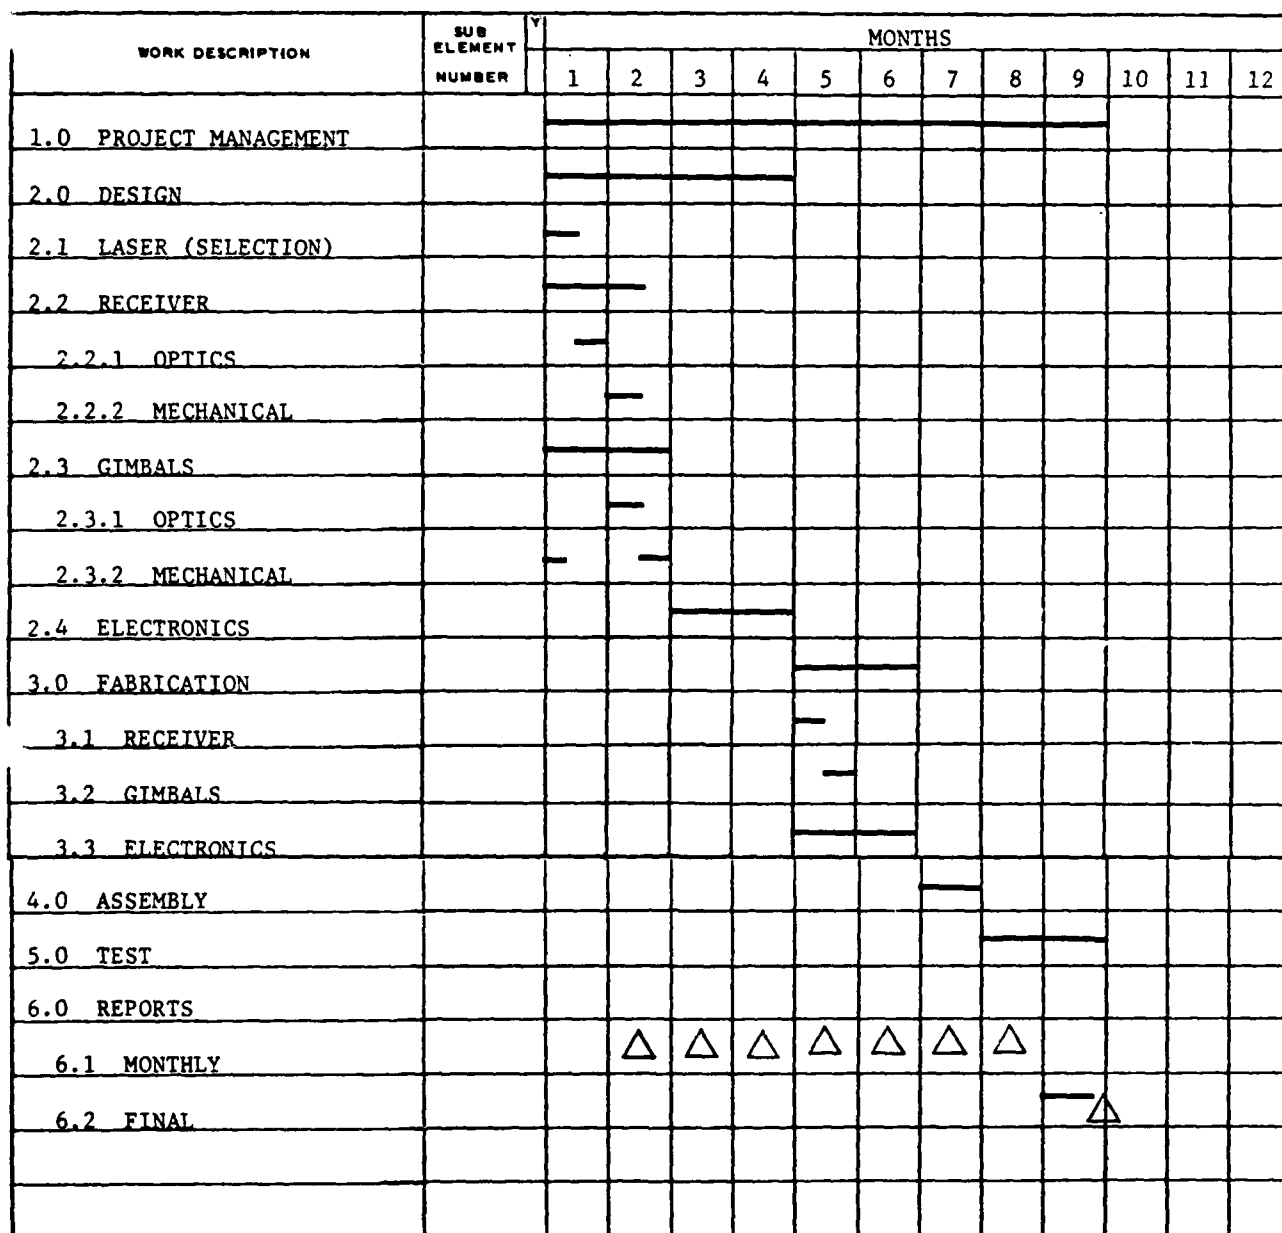 WORK DESCRIPTION
SUB
ELEMENT
NUMBER
Y
MONTHS
1 2 3 4 5 6 7 8 9 10 11 12
1.0 PROJECT MANAGEMENT
2.0 DESIGN
2.1 LASER (SELECTION)
2.2 RECEIVER
2.2.1 OPTICS
2.2.2 MECHANICAL
2.3 GIMBALS
2.3.1 OPTICS
2.3.2 MECHANICAL
2.4 ELECTRONICS
3.0 FABRICATION
3.1 RECEIVER
3.2 GIMBALS
3.3 ELECTRONICS
4.0 ASSEMBLY
5.0 TEST
6.0 REPORTS
6.1 MONTHLY
6.2 FINAL